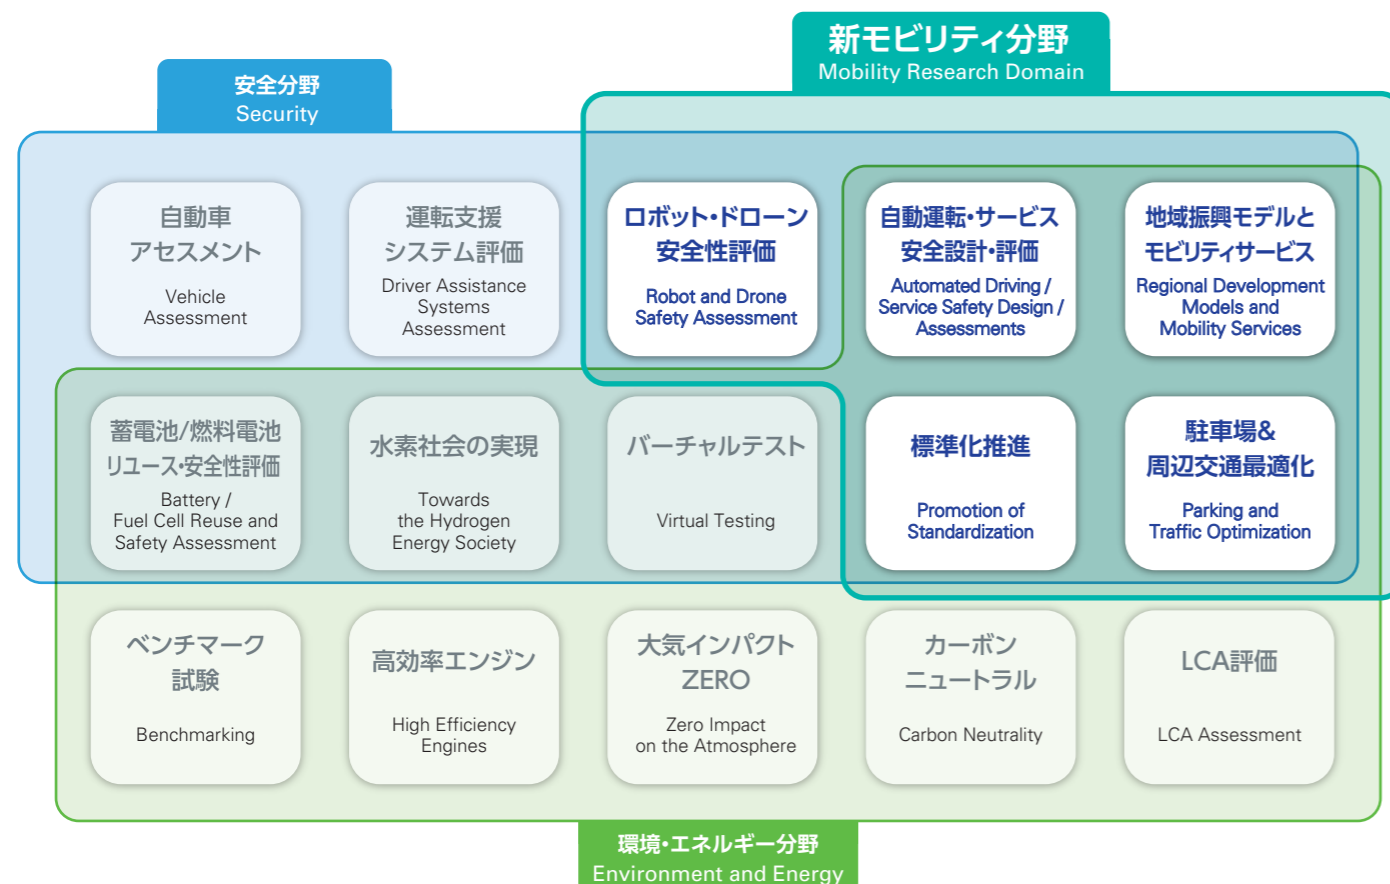 新モビリティ分野
Mobility Research Domain
安全分野
Security
自動車
アセスメント
Vehicle
Assessment
運転支援
システム評価
Driver Assistance
Systems
Assessment
ロボット・ドローン
安全性評価
Robot and Drone
Safety Assessment
自動運転・サービス
安全設計・評価
Automated Driving /
Service Safety Design /
Assessments
地域振興モデルと
モビリティサービス
Regional Development
Models and
Mobility Services
蓄電池/燃料電池
リユース・安全性評価
Battery /
Fuel Cell Reuse and
Safety Assessment
水素社会の実現
Towards
the Hydrogen
Energy Society
バーチャルテスト
Virtual Testing
標準化推進
Promotion of
Standardization
駐車場&
周辺交通最適化
Parking and
Traffic Optimization
ベンチマーク
試験
Benchmarking
高効率エンジン
High Efficiency
Engines
大気インパクト
ZERO
Zero Impact
on the Atmosphere
カーボン
ニュートラル
Carbon Neutrality
LCA評価
LCA Assessment
環境・エネルギー分野
Environment and Energy